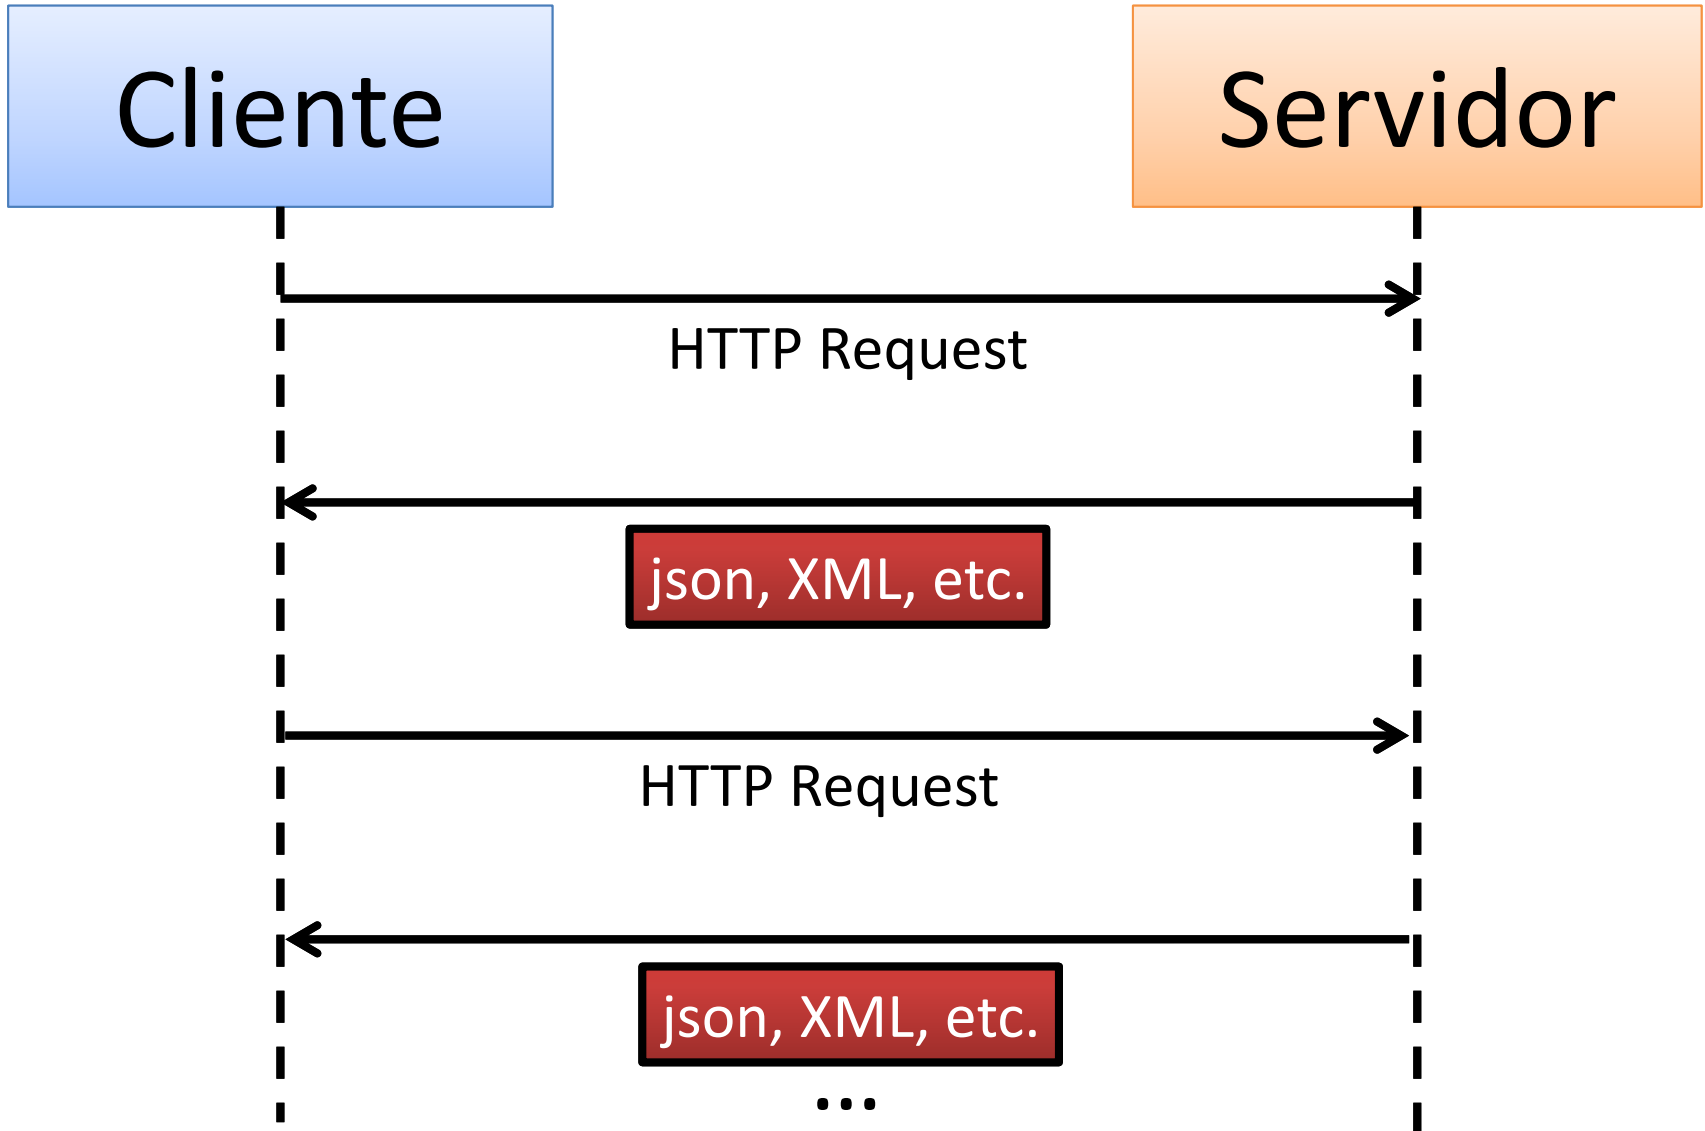 Cliente
Servidor
HTTP Request
json, XML, etc.
HTTP Request
json, XML, etc.
...